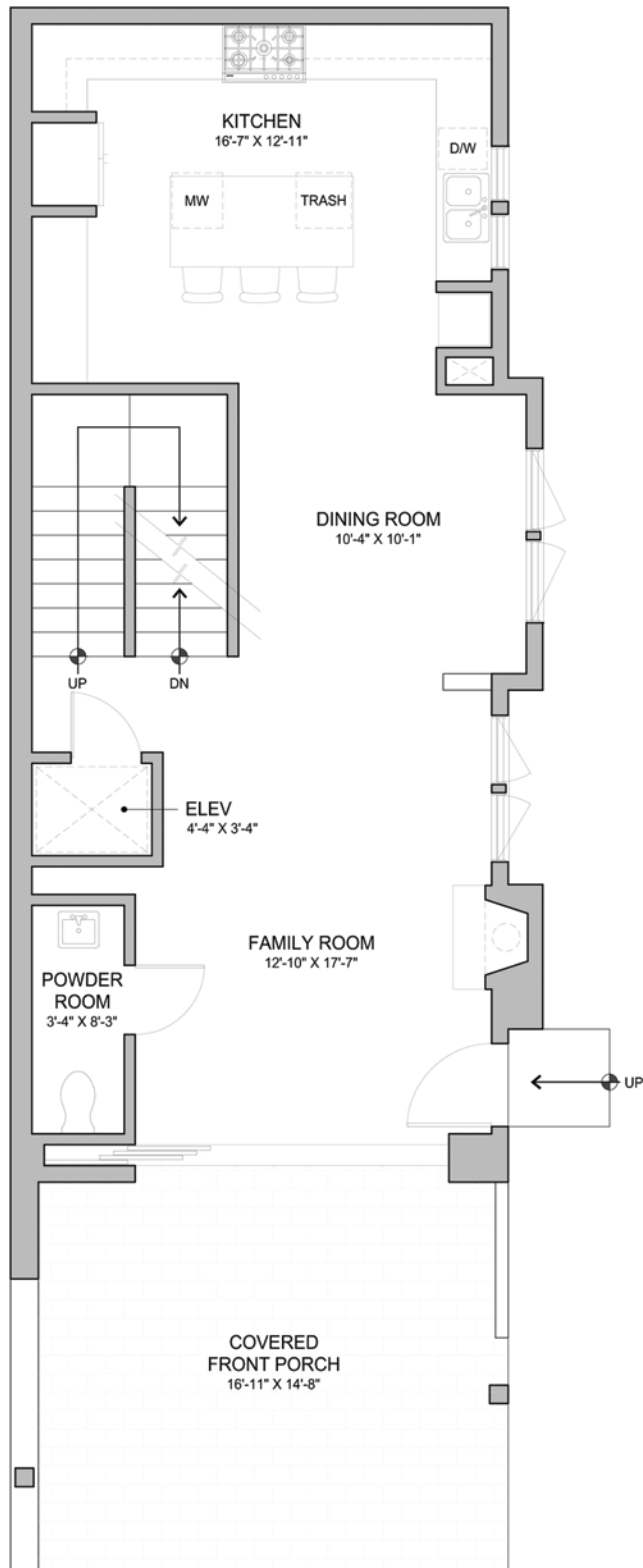 KITCHEN
16'-7" X 12'-11"
D/W
MW
TRASH
DINING ROOM
10'-4" X 10'-1"
UP
DN
ELEV
4'-4" X 3'-4"
FAMILY ROOM
12'-10" X 17'-7"
POWDER
ROOM
3'-4" X 8'-3"
UP
COVERED
FRONT PORCH
16'-11" X 14'-8"